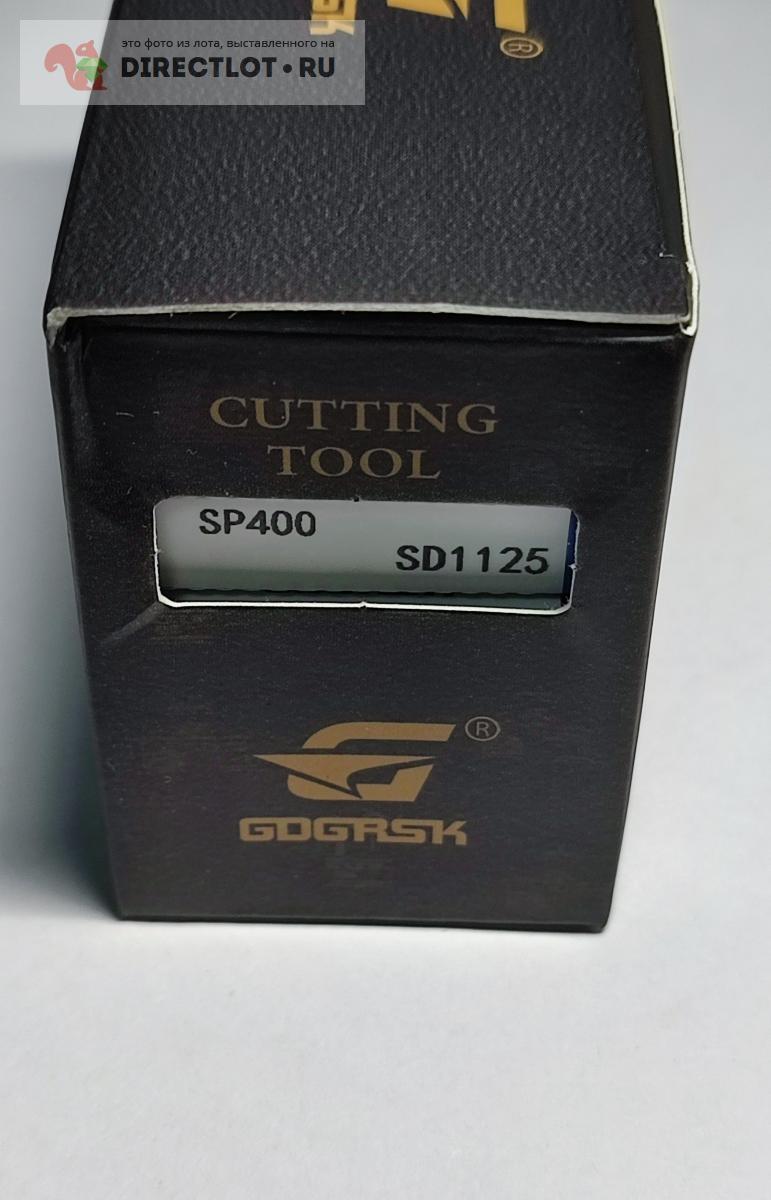 это фото из лота, выставленного на
DIRECTLOT•RU
®
CUTTING
TOOL
SP400
SD1125
®
GDGRSK